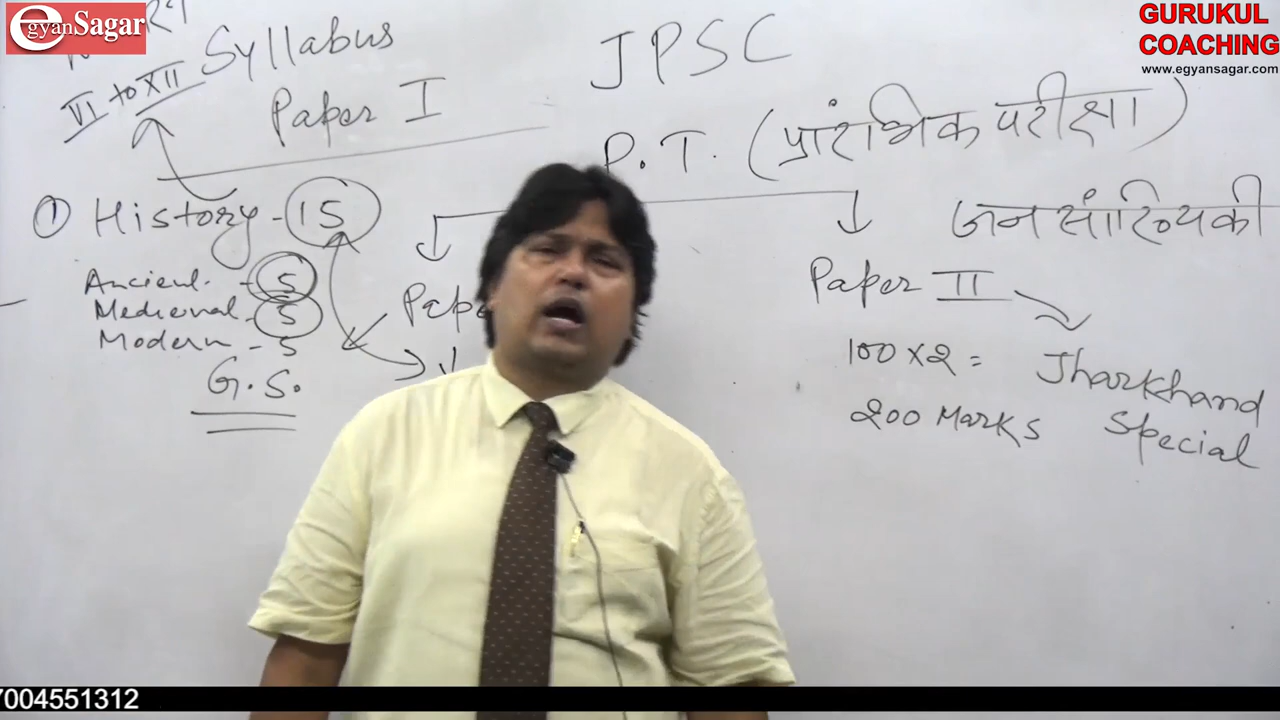 egyanSagar
GURUKUL
COACHING
www.egyansagar.com
Syllabus
VI to XII
Paper I
JPSC
P.T. (प्रारंभिक परीक्षा)
① History - 15
Ancient - 5
Medieval - 5
Modern - 5
G.S.
जन सांख्यिकी
Paper II
100 x 2 =
200 Marks
Jharkhand
Special
7004551312